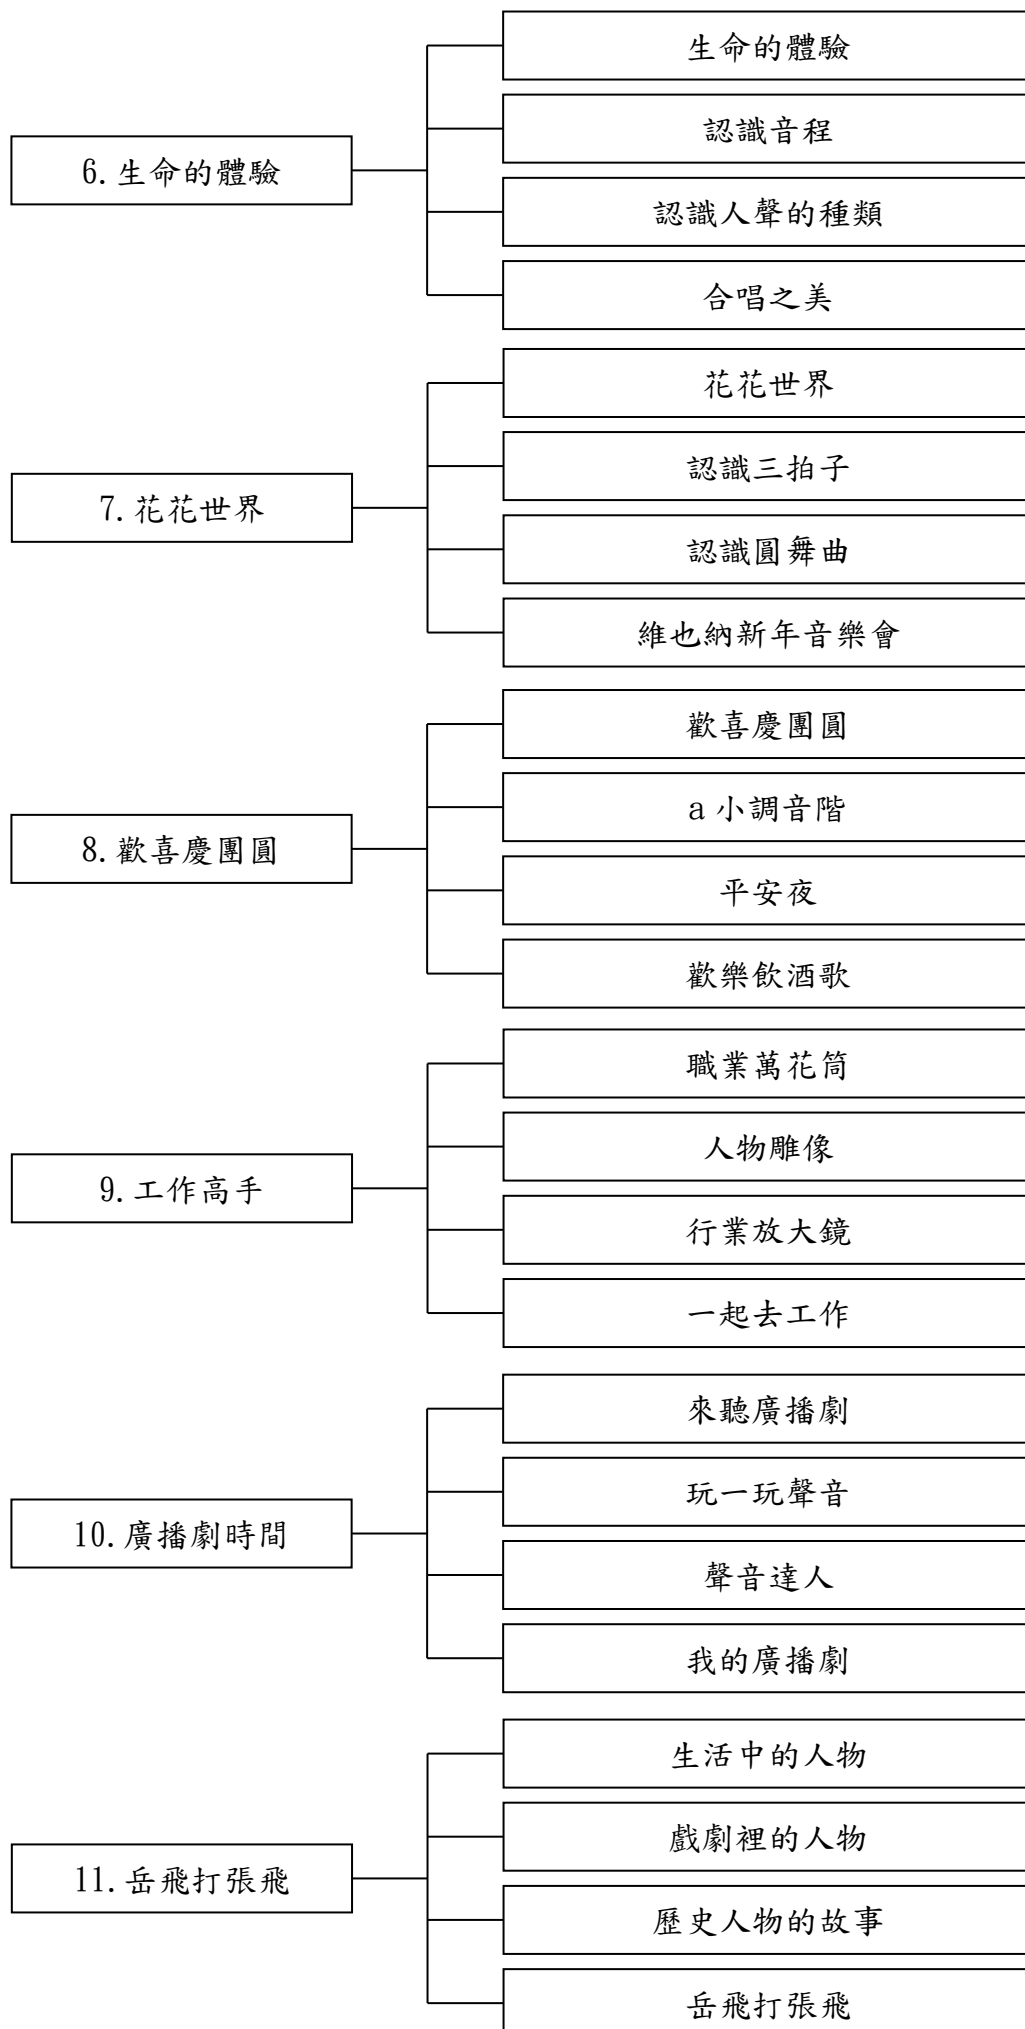 6.生命的體驗
生命的體驗
認識音程
認識人聲的種類
合唱之美
7.花花世界
花花世界
認識三拍子
認識圓舞曲
維也納新年音樂會
8.歡喜慶團圓
歡喜慶團圓
a 小調音階
平安夜
歡樂飲酒歌
9.工作高手
職業萬花筒
人物雕像
行業放大鏡
一起去工作
10.廣播劇時間
來聽廣播劇
玩一玩聲音
聲音達人
我的廣播劇
11.岳飛打張飛
生活中的人物
戲劇裡的人物
歷史人物的故事
岳飛打張飛